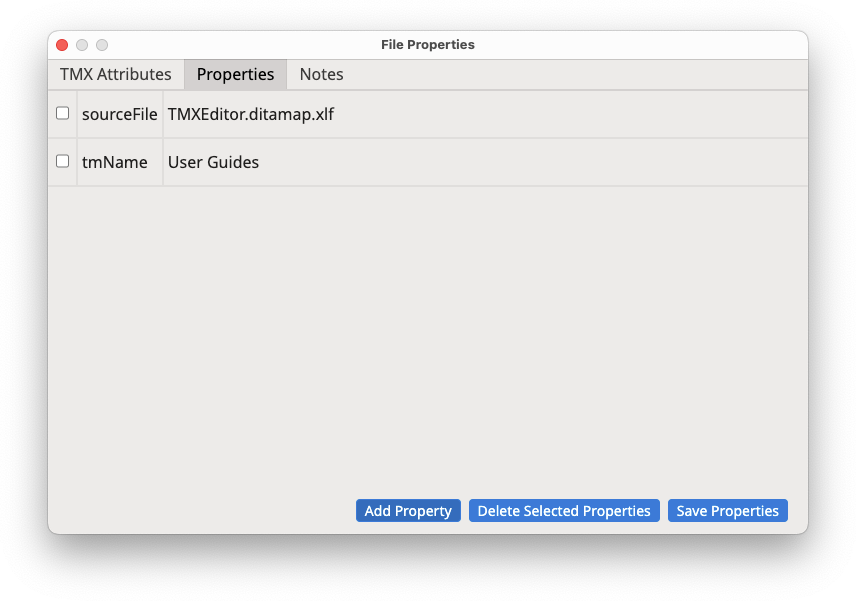 File Properties
TMX Attributes Properties Notes
sourceFile TMXEditor.ditamap.xlf
tmName User Guides
Add Property Delete Selected Properties Save Properties